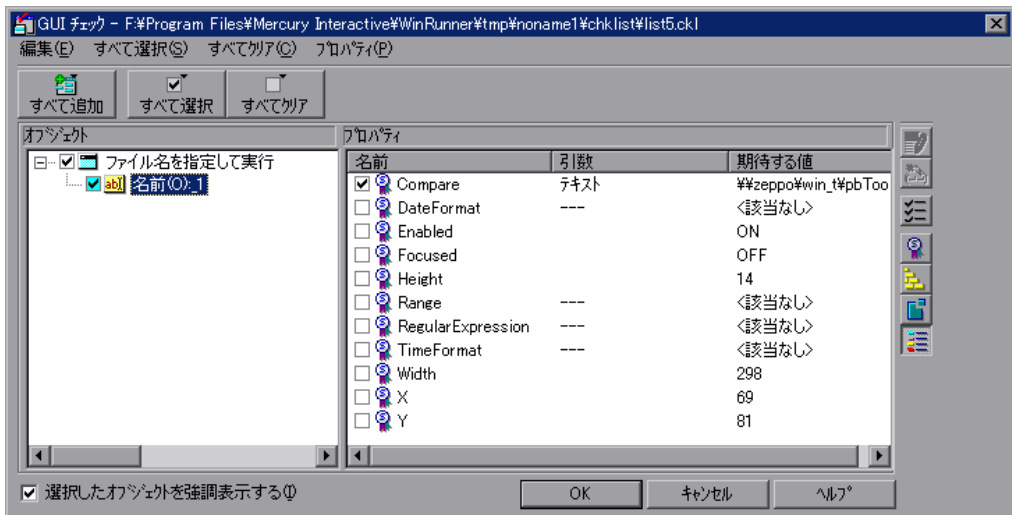 GUI チェック - F:¥Program Files¥Mercury Interactive¥WinRunner¥tmp¥noname1¥chklist¥list5.ckl
編集(E) すべて選択(S) すべてクリア(C) プロパティ(P)
すべて追加 すべて選択 すべてクリア
オブジェクト プロパティ
名前 引数 期待する値
ファイル名を指定して実行
名前(O): 1
Compare テキスト ¥¥zeppo¥win_t¥pbToo
DateFormat --- <該当なし>
Enabled ON
Focused OFF
Height 14
Range --- <該当なし>
RegularExpression --- <該当なし>
TimeFormat --- <該当なし>
Width 298
X 69
Y 81
選択したオブジェクトを強調表示する(I)
OK キャンセル ヘルプ